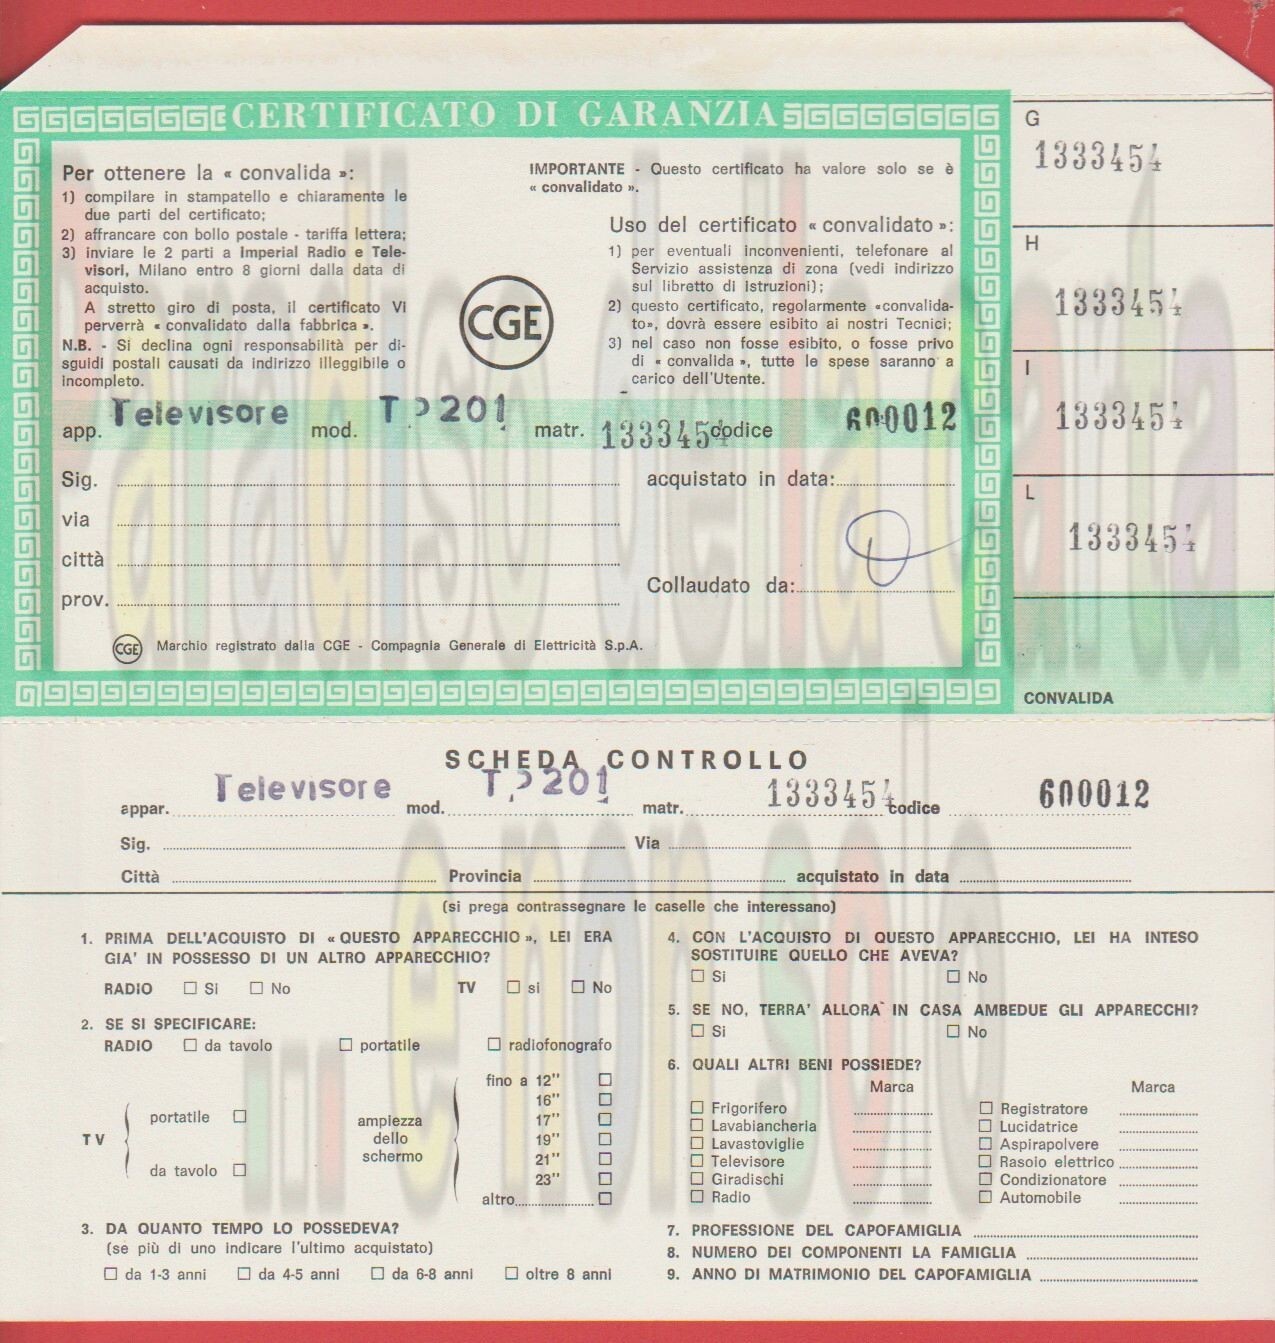 CERTIFICATO DI GARANZIA
Per ottenere la « convalida »:
1) compilare in stampatello e chiaramente le
due parti del certificato;
2) affrancare con bollo postale - tariffa lettera;
3) inviare le 2 parti a Imperial Radio e Tele-
visori, Milano entro 8 giorni dalla data di
acquisto.
A stretto giro di posta, il certificato Vi
perverrà « convalidato dalla fabbrica ».
N.B. - Si declina ogni responsabilità per di-
sguidi postali causati da indirizzo illeggibile o
incompleto.
CGE
IMPORTANTE - Questo certificato ha valore solo se è
« convalidato ».
Uso del certificato « convalidato »:
1) per eventuali inconvenienti, telefonare al
Servizio assistenza di zona (vedi indirizzo
sul libretto di istruzioni);
2) questo certificato, regolarmente «convalida-
to», dovrà essere esibito ai nostri Tecnici;
3) nel caso non fosse esibito, o fosse privo
di « convalida », tutte le spese saranno a
carico dell'Utente.
app. Televisore mod. TP201 matr. 1333454 codice 600012
Sig. acquistato in data:
via
città
prov. Collaudato da:
CGE Marchio registrato dalla CGE - Compagnia Generale di Elettricità S.p.A.
G
1333454
H
1333454
I
1333454
L
1333454
CONVALIDA
Paradiso della carta
SCHEDA CONTROLLO
appar. Televisore mod. TP201 matr. 1333454 codice 600012
Sig. Via
Città Provincia acquistato in data
(si prega contrassegnare le caselle che interessano)
1. PRIMA DELL'ACQUISTO DI « QUESTO APPARECCHIO », LEI ERA
GIA' IN POSSESSO DI UN ALTRO APPARECCHIO?
RADIO Si No TV si No
2. SE SI SPECIFICARE:
RADIO da tavolo portatile radiofonografo
TV
portatile
da tavolo
ampiezza
dello
schermo
fino a 12"
16"
17"
19"
21"
23"
altro
3. DA QUANTO TEMPO LO POSSEDEVA?
(se più di uno indicare l'ultimo acquistato)
da 1-3 anni da 4-5 anni da 6-8 anni oltre 8 anni
4. CON L'ACQUISTO DI QUESTO APPARECCHIO, LEI HA INTESO
SOSTITUIRE QUELLO CHE AVEVA?
Si No
5. SE NO, TERRA' ALLORA IN CASA AMBEDUE GLI APPARECCHI?
Si No
6. QUALI ALTRI BENI POSSIEDE?
Marca Marca
Frigorifero Registratore
Lavabiancheria Lucidatrice
Lavastoviglie Aspirapolvere
Televisore Rasoio elettrico
Giradischi Condizionatore
Radio Automobile
7. PROFESSIONE DEL CAPOFAMIGLIA
8. NUMERO DEI COMPONENTI LA FAMIGLIA
9. ANNO DI MATRIMONIO DEL CAPOFAMIGLIA
...e non solo